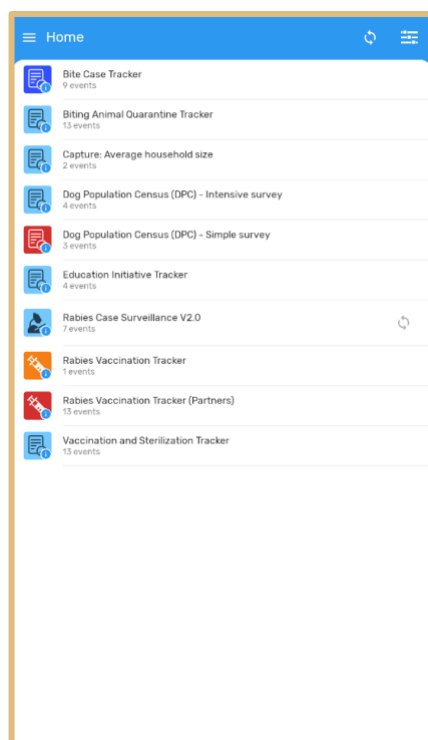 Home
Bite Case Tracker
9 events
Biting Animal Quarantine Tracker
13 events
Capture: Average household size
2 events
Dog Population Census (DPC) - Intensive survey
4 events
Dog Population Census (DPC) - Simple survey
3 events
Education Initiative Tracker
4 events
Rabies Case Surveillance V2.0
7 events
Rabies Vaccination Tracker
1 events
Rabies Vaccination Tracker (Partners)
13 events
Vaccination and Sterilization Tracker
13 events